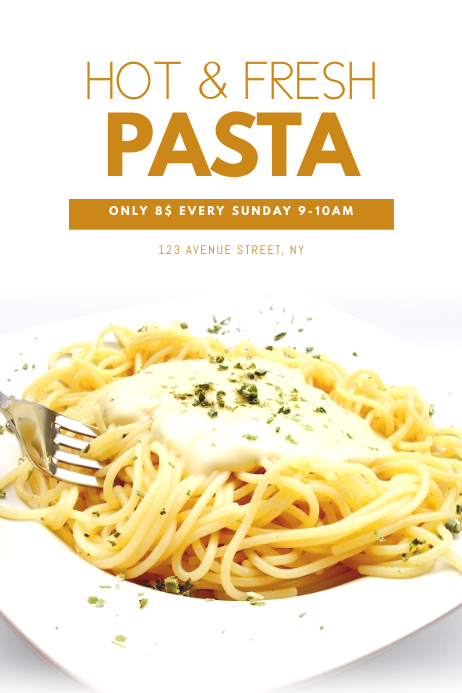 HOT & FRESH
PASTA
ONLY 8$ EVERY SUNDAY 9-10AM
123 AVENUE STREET, NY